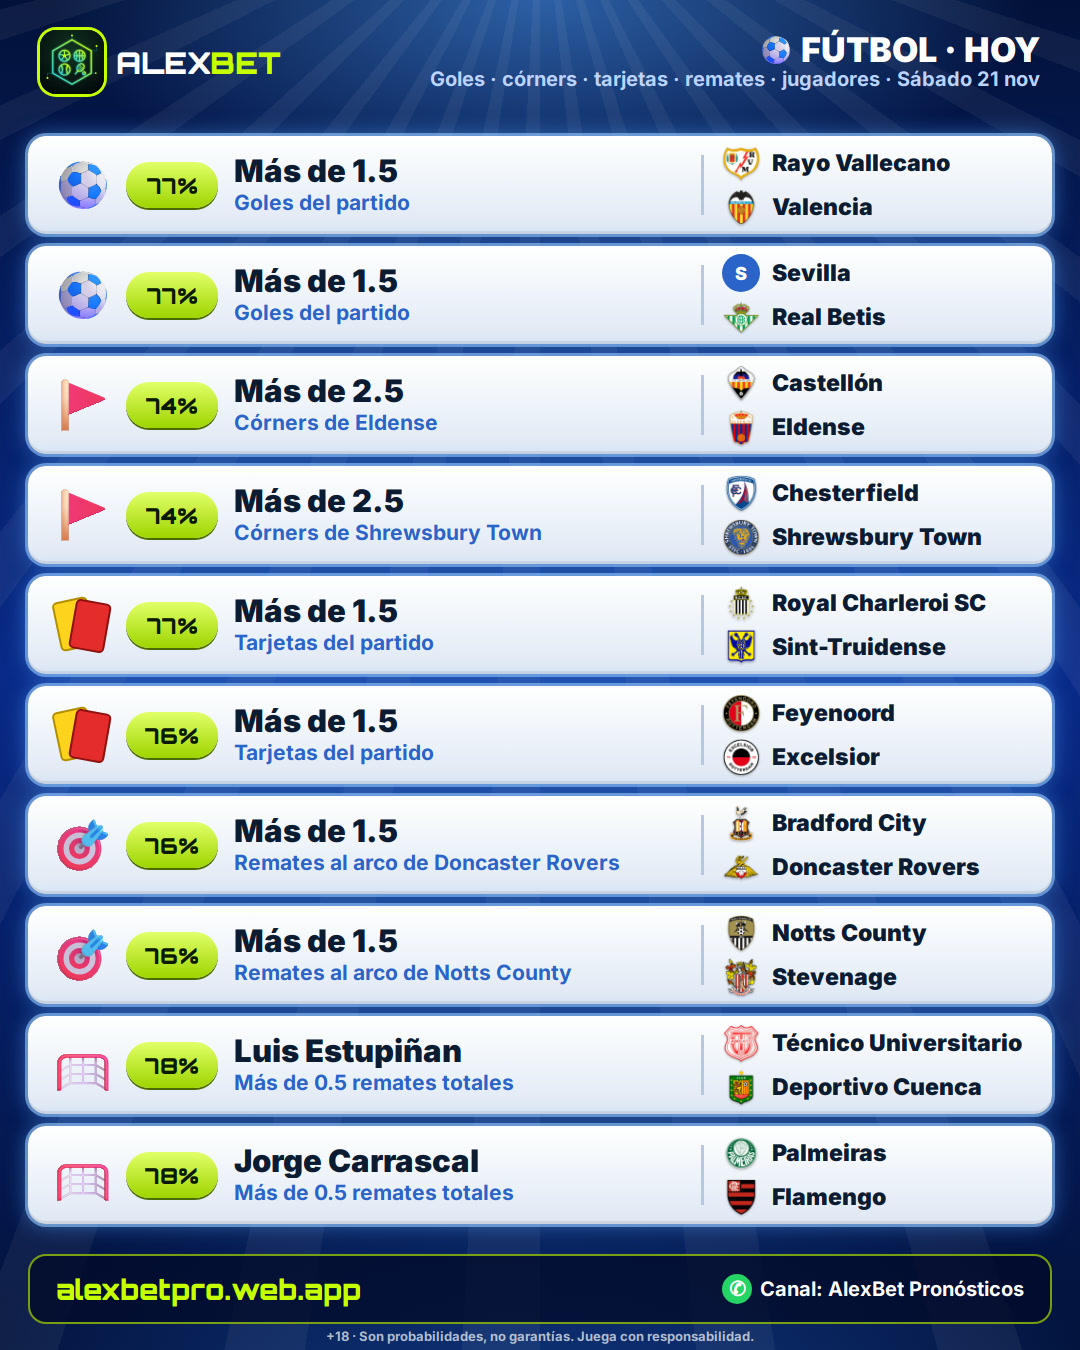 ALEXBET
FÚTBOL · HOY
Goles · córners · tarjetas · remates · jugadores · Sábado 21 nov
77%
Más de 1.5
Goles del partido
Rayo Vallecano
Valencia
77%
Más de 1.5
Goles del partido
S
Sevilla
Real Betis
74%
Más de 2.5
Córners de Eldense
Castellón
Eldense
74%
Más de 2.5
Córners de Shrewsbury Town
Chesterfield
Shrewsbury Town
77%
Más de 1.5
Tarjetas del partido
Royal Charleroi SC
Sint-Truidense
76%
Más de 1.5
Tarjetas del partido
Feyenoord
Excelsior
76%
Más de 1.5
Remates al arco de Doncaster Rovers
Bradford City
Doncaster Rovers
76%
Más de 1.5
Remates al arco de Notts County
Notts County
Stevenage
78%
Luis Estupiñan
Más de 0.5 remates totales
Técnico Universitario
Deportivo Cuenca
78%
Jorge Carrascal
Más de 0.5 remates totales
Palmeiras
Flamengo
alexbetpro.web.app
Canal: AlexBet Pronósticos
+18 · Son probabilidades, no garantías. Juega con responsabilidad.